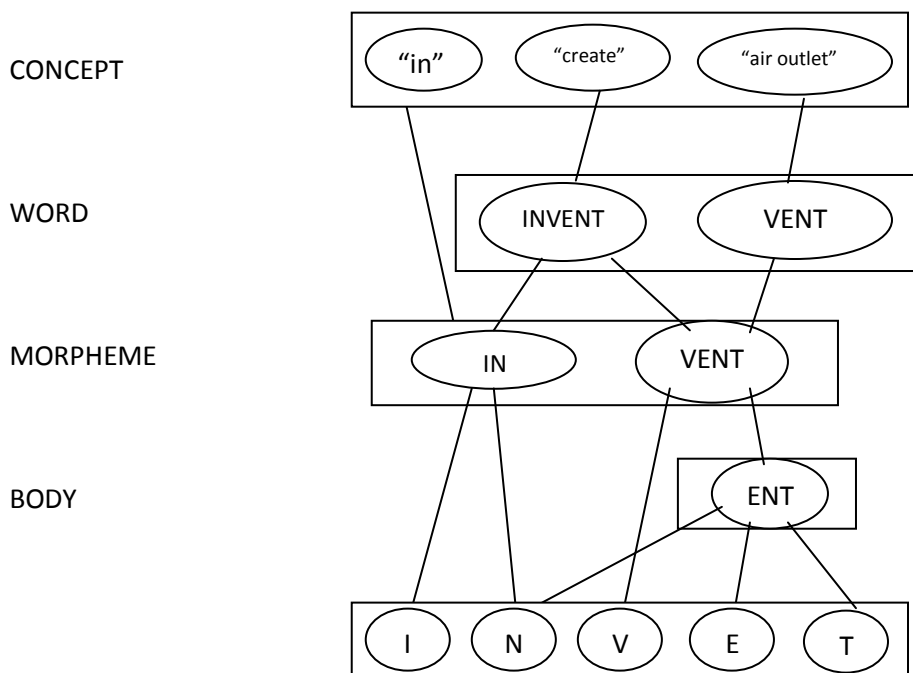 CONCEPT “in” “create” “air outlet”
WORD INVENT VENT
MORPHEME IN VENT
BODY ENT
I N V E T